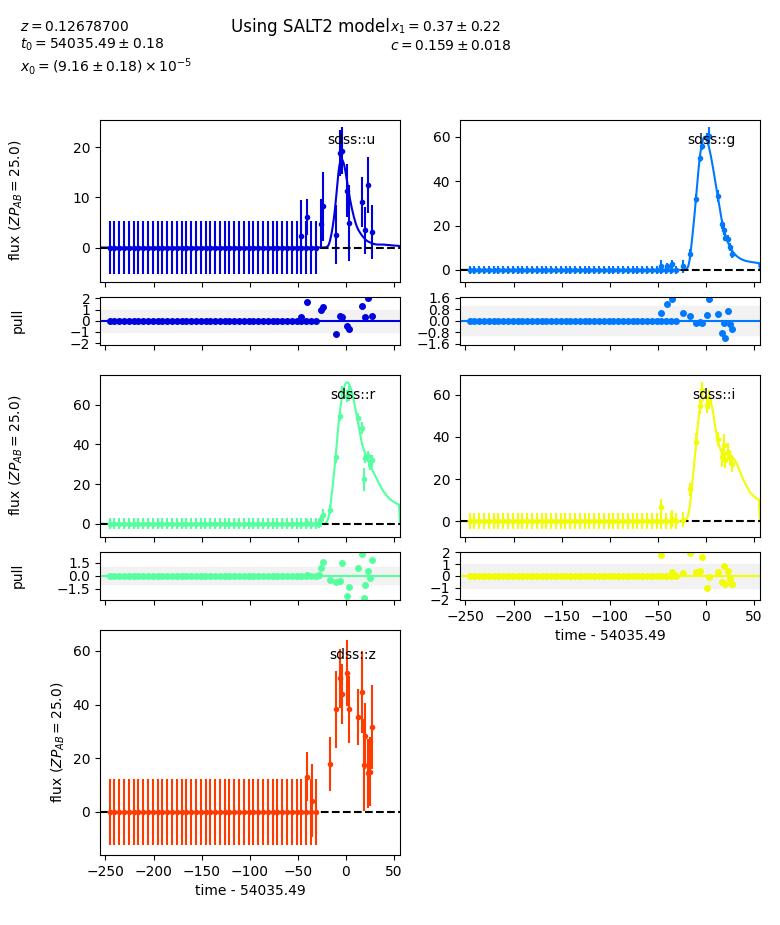 z = 0.12678700
t₀ = 54035.49 ± 0.18
x₀ = (9.16 ± 0.18) × 10⁻⁵
Using SALT2 model
x₁ = 0.37 ± 0.22
c = 0.159 ± 0.018
sdss::u
flux (ZP_AB = 25.0)
20
10
0
sdss::g
60
40
20
0
pull
2
1
0
−1
−2
1.6
0.8
0.0
−0.8
−1.6
sdss::r
flux (ZP_AB = 25.0)
60
40
20
0
sdss::i
60
40
20
0
pull
1.5
0.0
−1.5
2
1
0
−1
−2
−250 −200 −150 −100 −50 0 50
time - 54035.49
sdss::z
flux (ZP_AB = 25.0)
60
40
20
0
−250 −200 −150 −100 −50 0 50
time - 54035.49